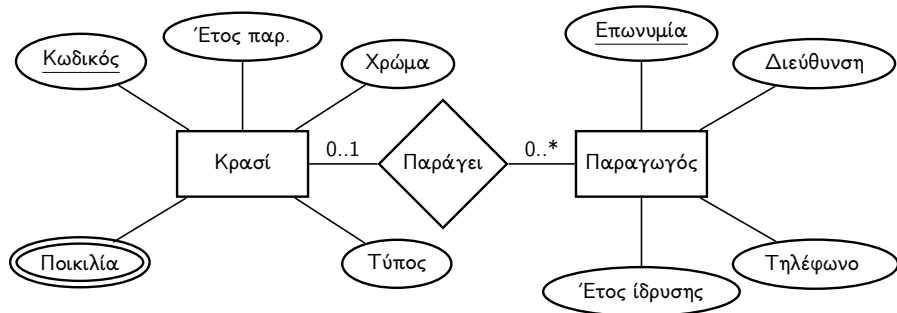 Έτος παρ.
Επωνυμία
Κωδικός
Χρώμα
Διεύθυνση
0..1
0..*
Κρασί
Παράγει
Παραγωγός
Ποικιλία
Τύπος
Τηλέφωνο
Έτος ίδρυσης